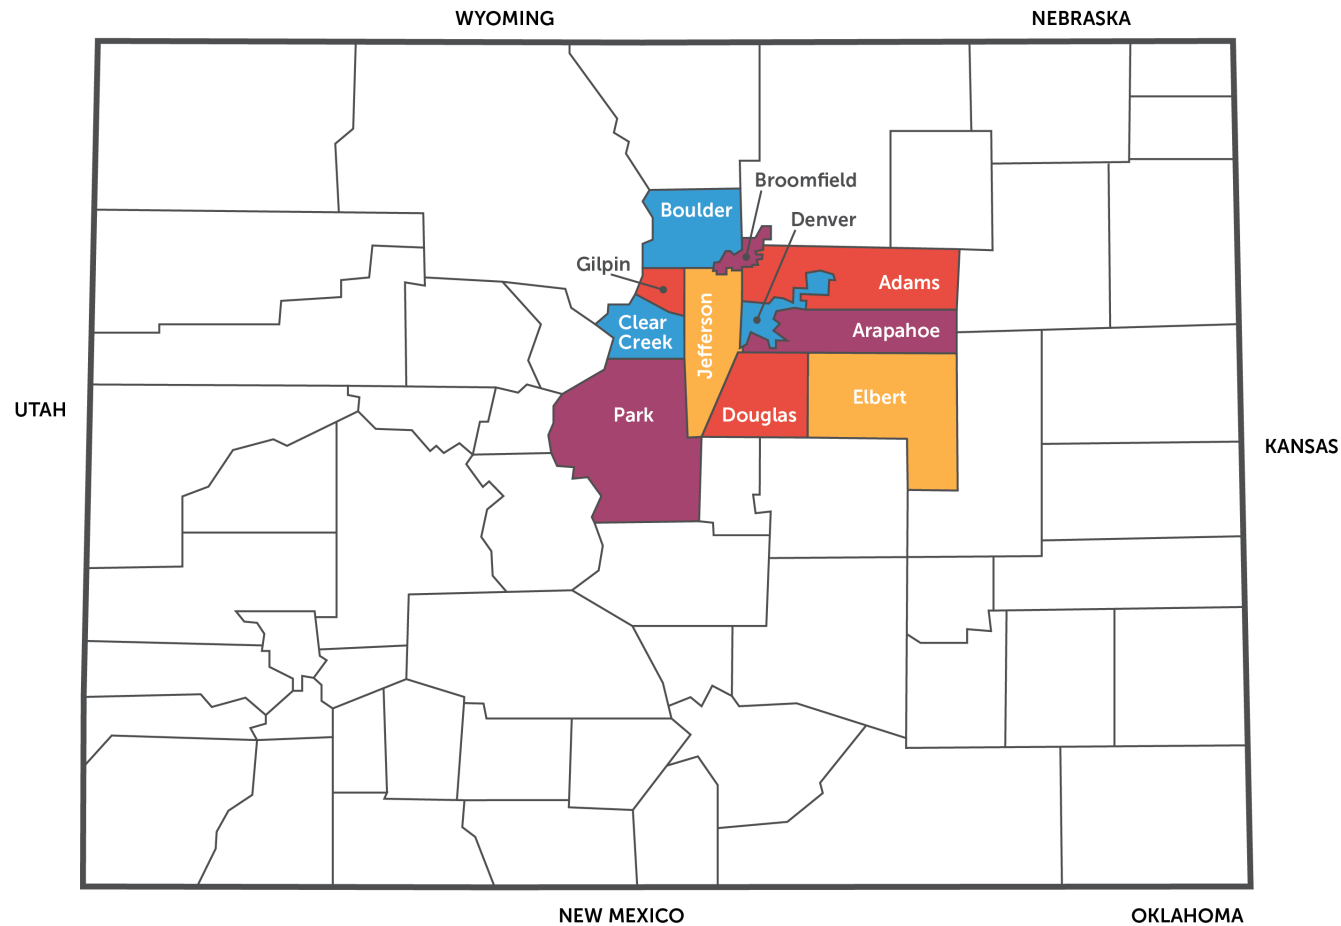 WYOMING
NEBRASKA
Broomfield
Boulder
Denver
Gilpin
Adams
Clear
Creek
Jefferson
Arapahoe
Elbert
UTAH
Park
Douglas
KANSAS
NEW MEXICO
OKLAHOMA